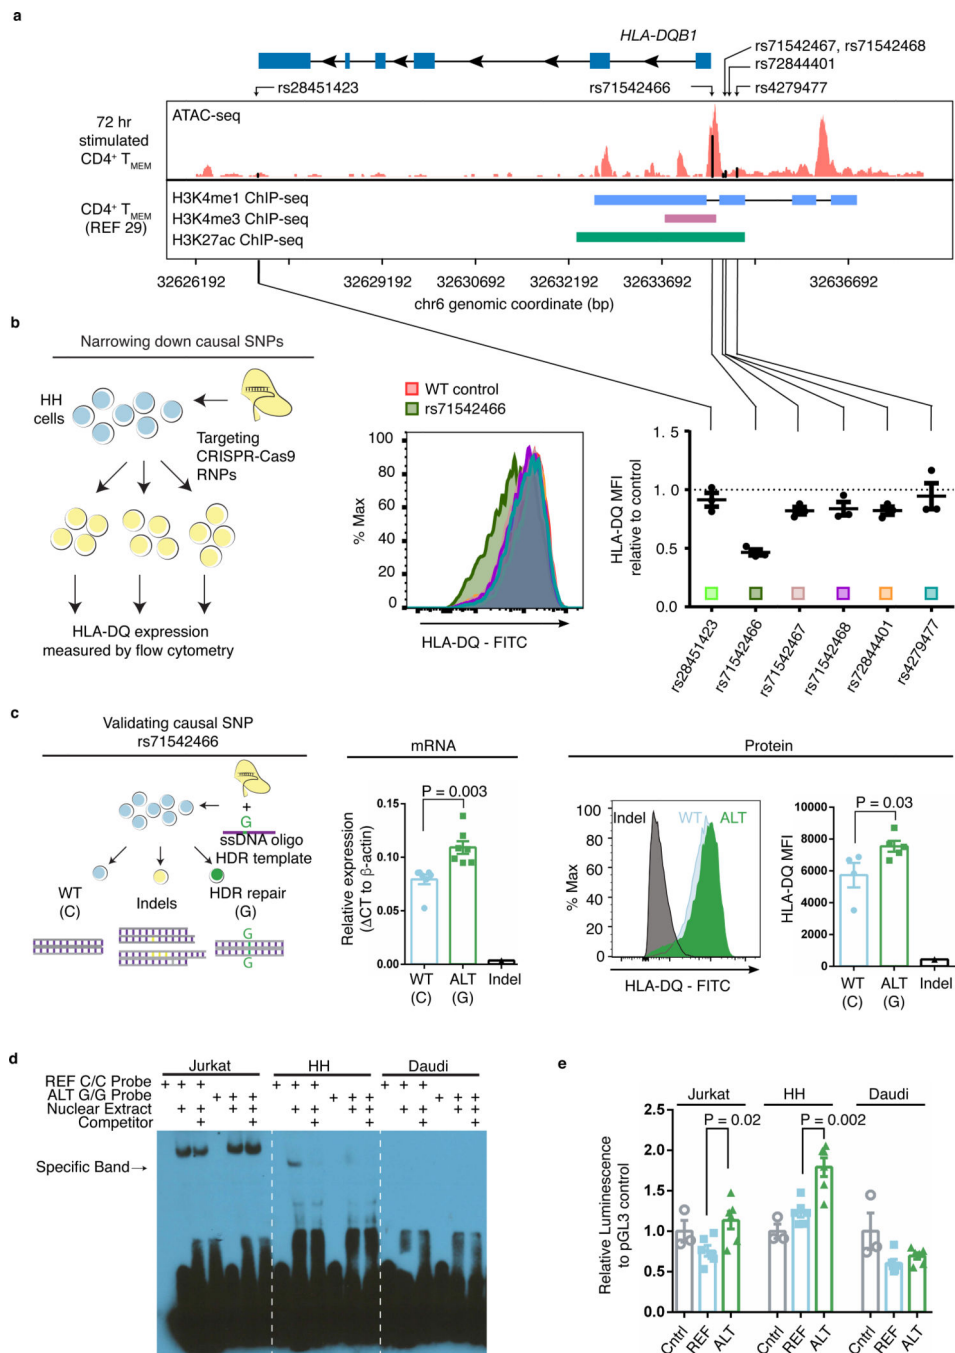 a
HLA-DQB1
rs71542467, rs71542468
rs72844401
rs28451423
rs71542466
rs4279477
72 hr
stimulated
CD4+ TMEM
ATAC-seq
CD4+ TMEM
(REF 29)
H3K4me1 ChIP-seq
H3K4me3 ChIP-seq
H3K27ac ChIP-seq
32626192 32629192 32630692 32632192 32633692 32636692
chr6 genomic coordinate (bp)
b
Narrowing down causal SNPs
HH
cells
Targeting
CRISPR-Cas9
RNPs
HLA-DQ expression
measured by flow cytometry
WT control
rs71542466
% Max
100
80
60
40
20
0
HLA-DQ - FITC
HLA-DQ MFI
relative to control
1. 5
1.0
0.5
0.0
rs28451423
rs71542466
rs71542467
rs71542468
rs72844401
rs4279477
c
Validating causal SNP
rs71542466
+
G
ssDNA oligo
HDR template
WT
(C)
Indels
HDR repair
(G)
G
G
mRNA
P = 0.003
Relative expression
(ΔCT to β-actin)
0.15
0.10
0.05
0.00
WT
(C)
ALT
(G)
Indel
Protein
% Max
100
80
60
40
20
0
Indel
WT
ALT
HLA-DQ - FITC
P = 0.03
HLA-DQ MFI
10000
8000
6000
4000
2000
0
WT
(C)
ALT
(G)
Indel
d
Jurkat HH Daudi
REF C/C Probe + + + + + + + + +
ALT G/G Probe + + + + + + + + +
Nuclear Extract + + + + + + + + + + + +
Competitor + + + + + +
Specific Band→
e
Jurkat HH Daudi
P = 0.02
P = 0.002
Relative Luminescence
to pGL3 control
2.5
2.0
1.5
1.0
0.5
0.0
Cntrl
REF
ALT
Cntrl
REF
ALT
Cntrl
REF
ALT